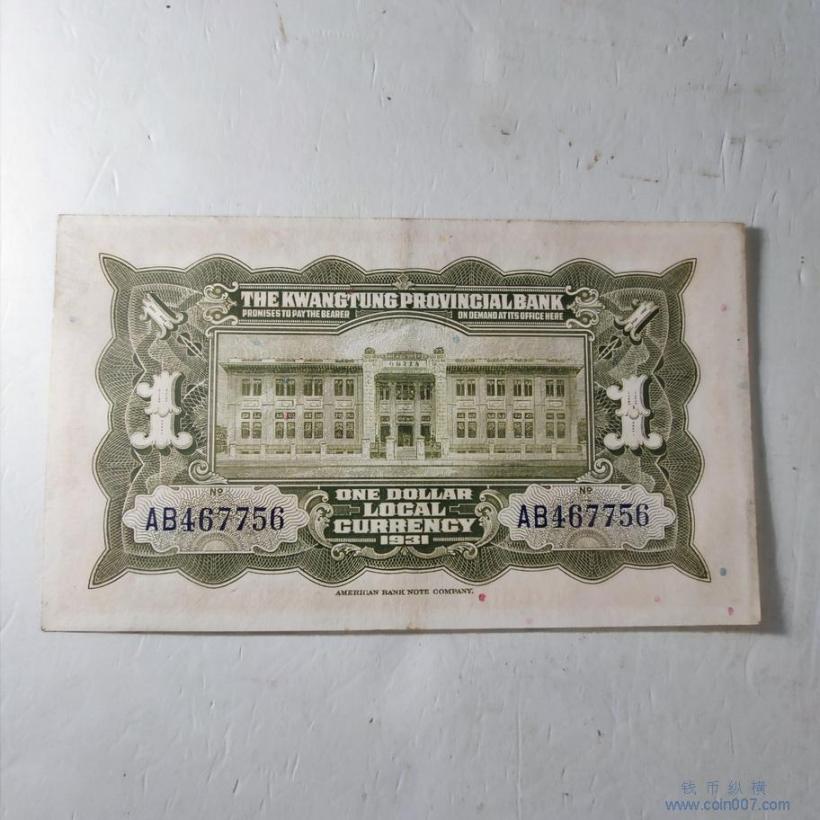 THE KWANGTUNG PROVINCIAL BANK
PROMISES TO PAY THE BEARER ON DEMAND AT ITS OFFICE HERE
1 1
ONE DOLLAR
LOCAL
CURRENCY
1931
No AB467756
No AB467756
AMERICAN BANK NOTE COMPANY.
钱币纵横
www.coin007.com